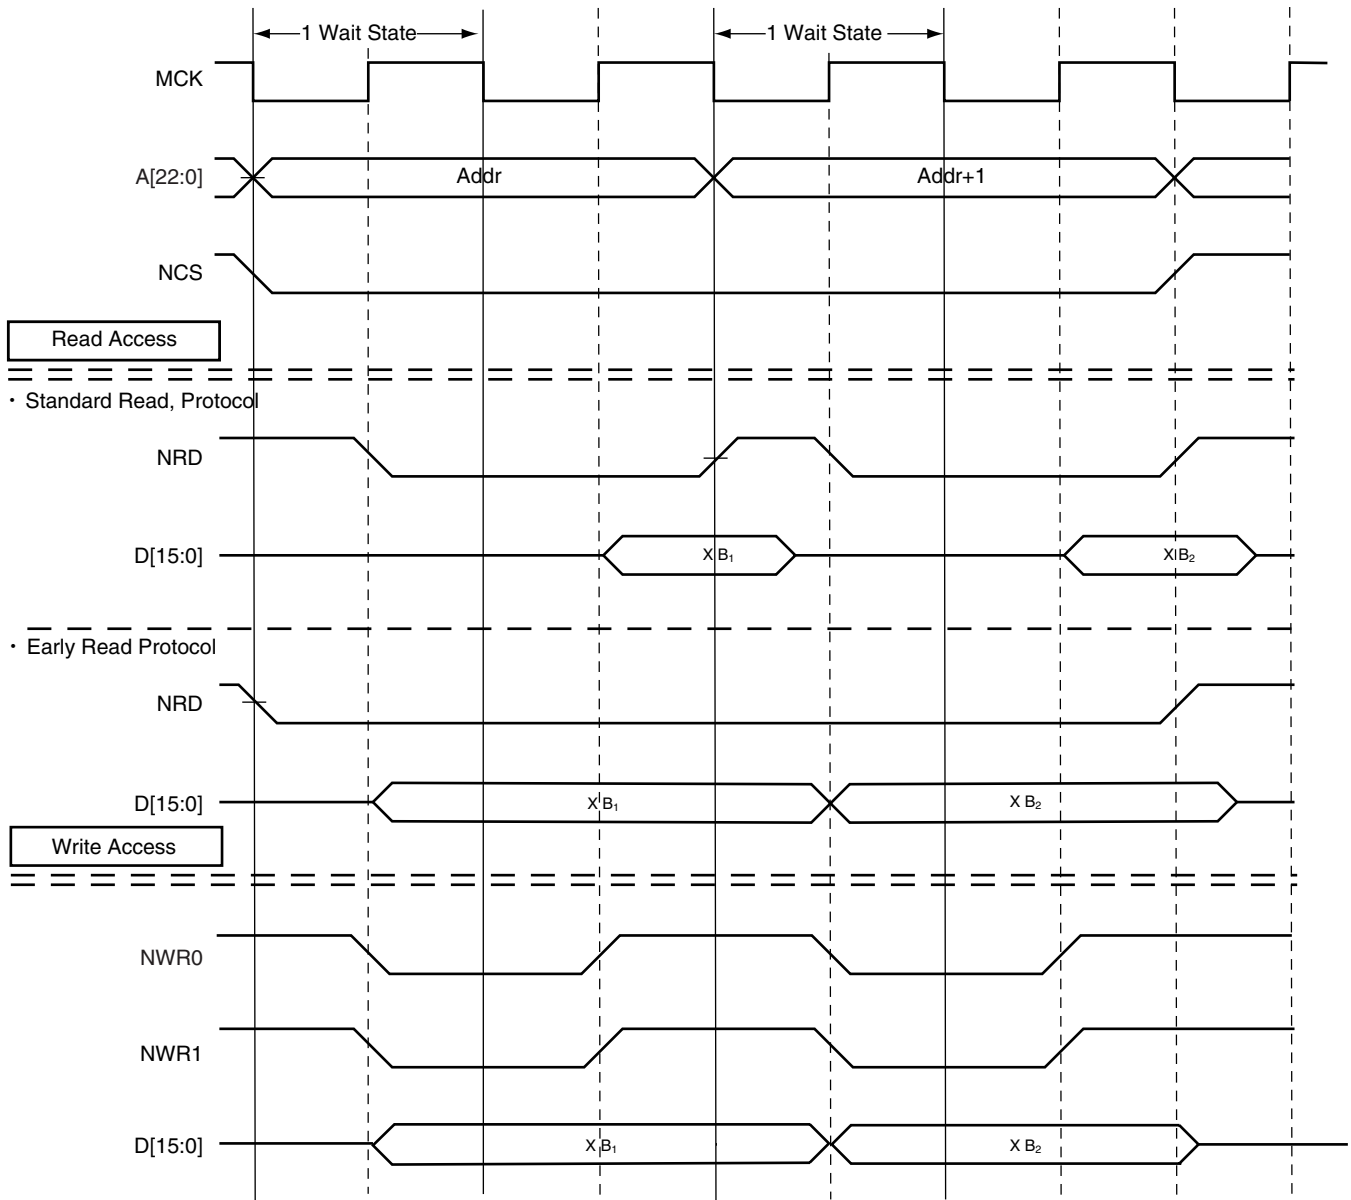 1 Wait State
1 Wait State
MCK
A[22:0]
Addr
Addr+1
NCS
Read Access
· Standard Read, Protocol
NRD
D[15:0]
X B₁
X B₂
· Early Read Protocol
NRD
D[15:0]
X B₁
X B₂
Write Access
NWR0
NWR1
D[15:0]
X B₁
X B₂